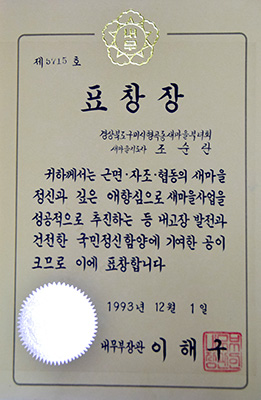 내무
제 5715 호
표창장
경상북도구미시형곡동새마을부녀회
새마을지도자 조순란
귀하께서는 근면·자조·협동의 새마을
정신과 깊은 애향심으로 새마을사업을
성공적으로 추진하는 등 내고장 발전과
건전한 국민정신함양에 기여한 공이
크므로 이에 표창합니다
1993년 12월 1일
내무부장관 이해구